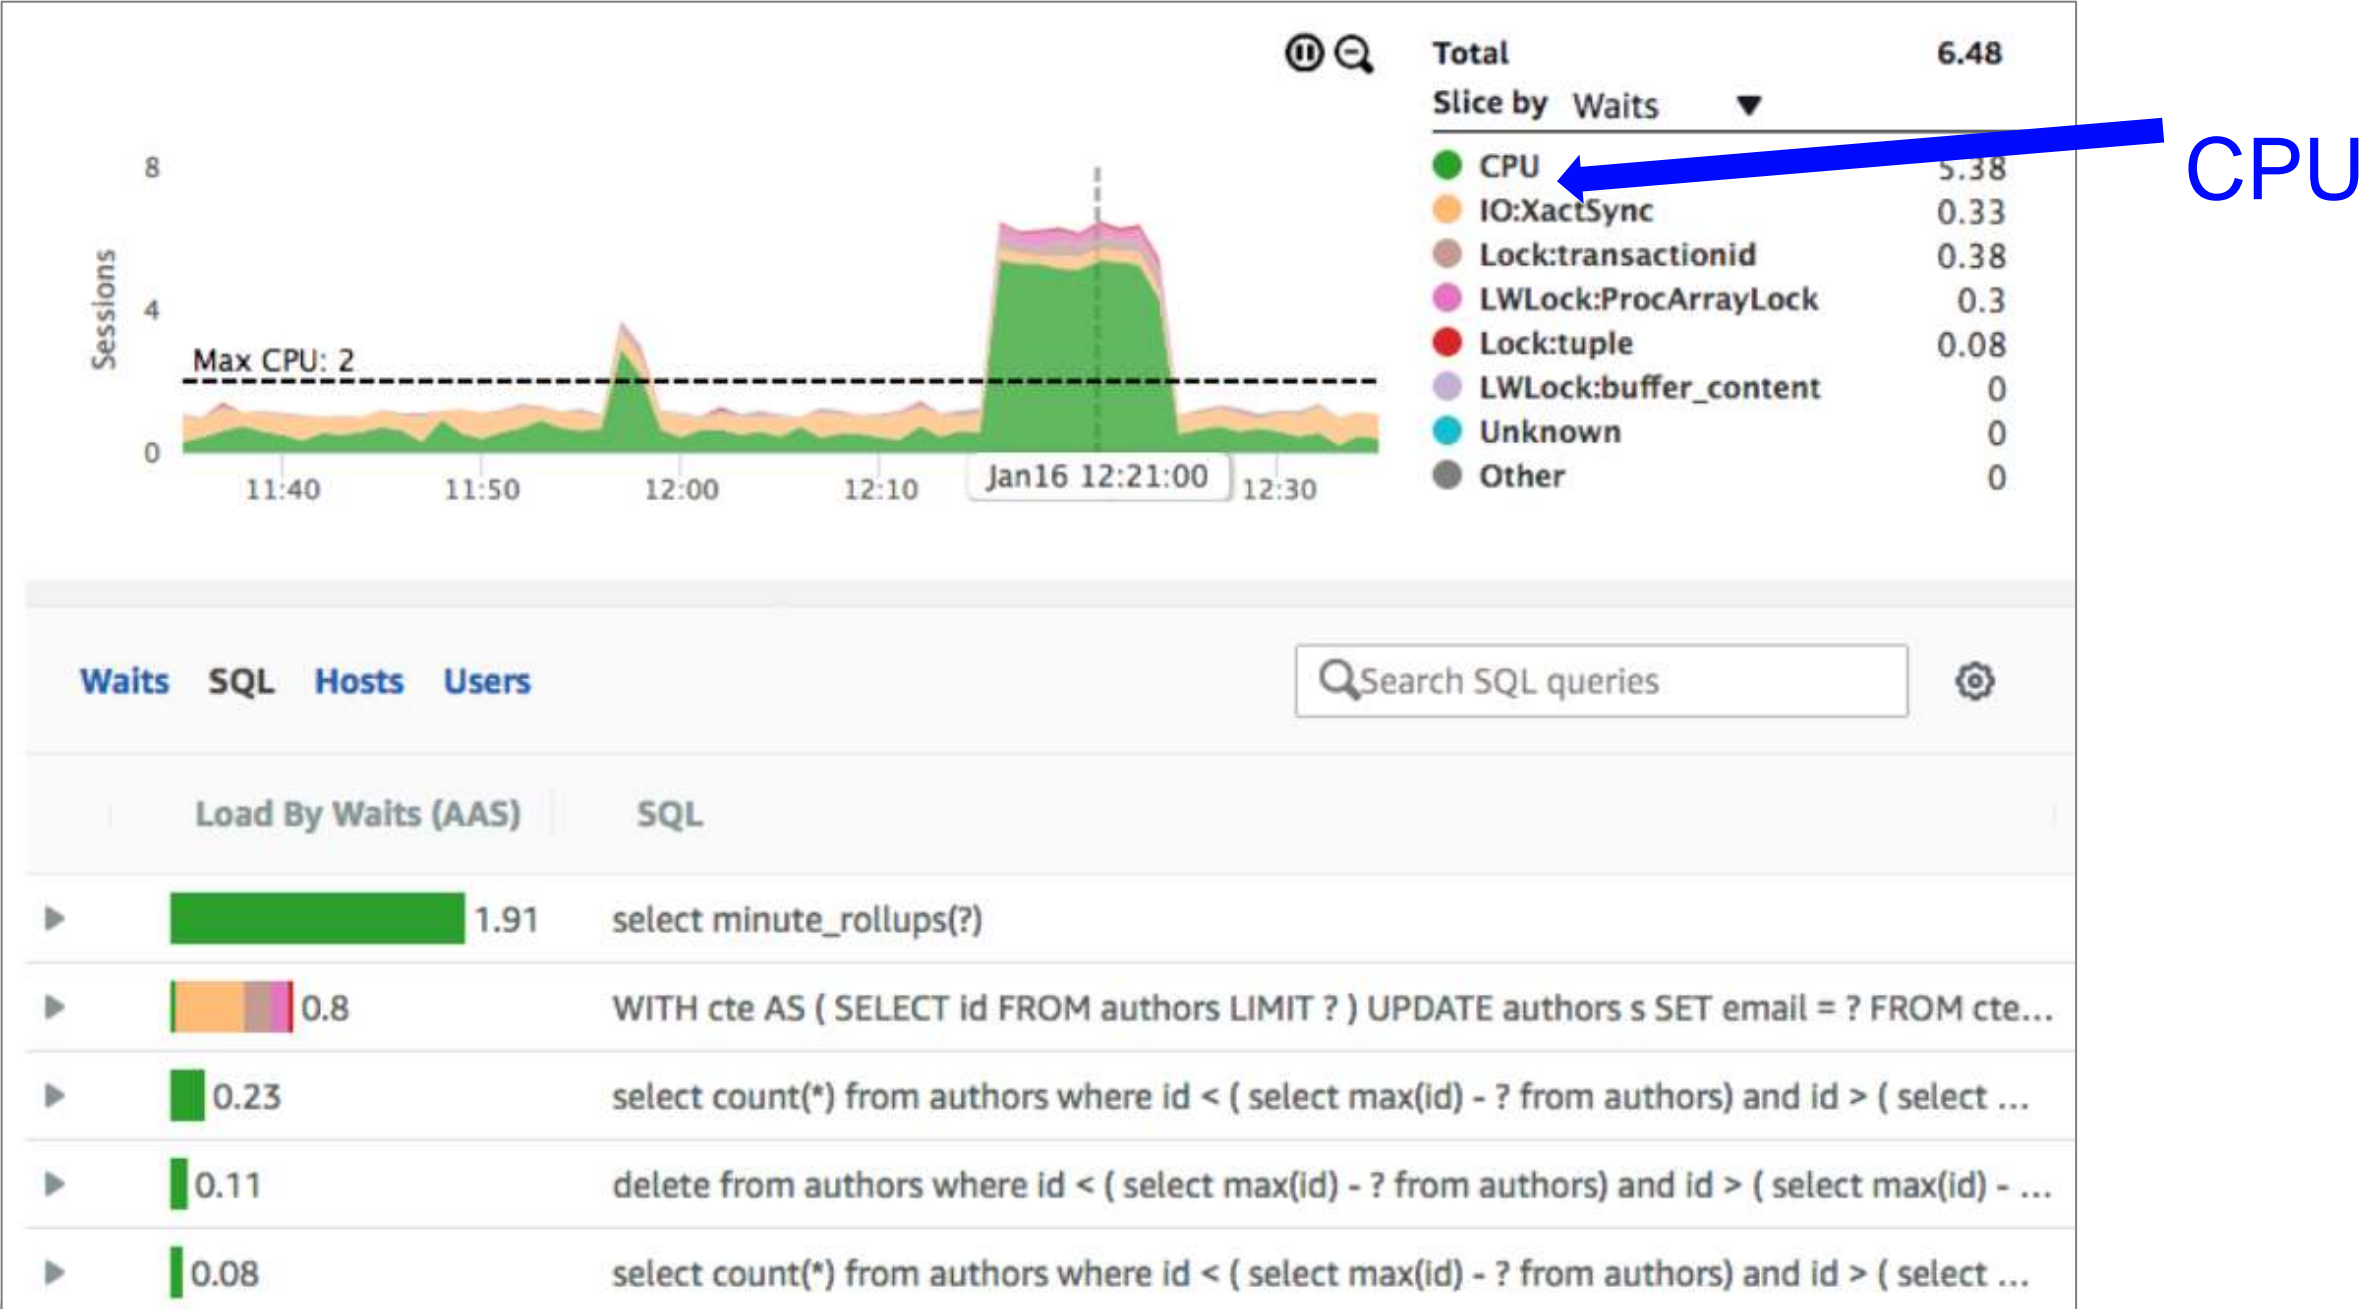 Total 6.48
Slice by Waits
CPU 5.38
CPU
IO:XactSync 0.33
Lock:transactionid 0.38
LWLock:ProcArrayLock 0.3
Lock:tuple 0.08
LWLock:buffer_content 0
Unknown 0
Other 0
Sessions
8
4
0
Max CPU: 2
11:40 11:50 12:00 12:10 Jan16 12:21:00 12:30
Waits SQL Hosts Users Search SQL queries
Load By Waits (AAS) SQL
1.91 select minute_rollups(?)
0.8 WITH cte AS ( SELECT id FROM authors LIMIT ? ) UPDATE authors s SET email = ? FROM cte...
0.23 select count(*) from authors where id < ( select max(id) - ? from authors) and id > ( select ...
0.11 delete from authors where id < ( select max(id) - ? from authors) and id > ( select max(id) - ...
0.08 select count(*) from authors where id < ( select max(id) - ? from authors) and id > ( select ...